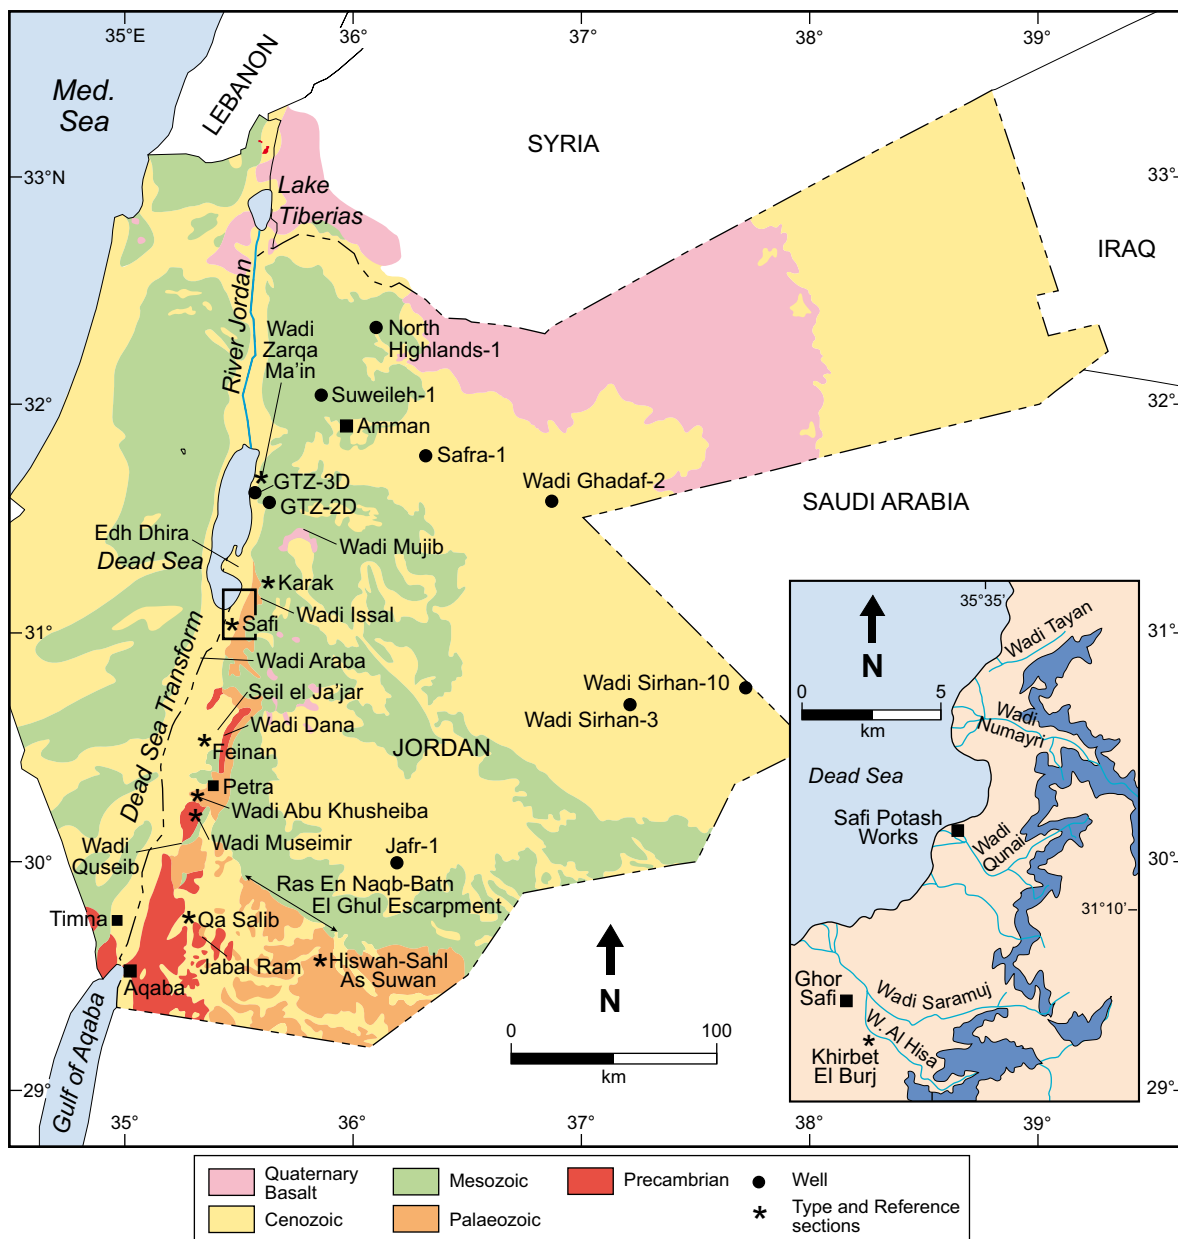 35°E
36°
37°
38°
39°
Med.
Sea
LEBANON
SYRIA
33°N
33°
Lake
Tiberias
IRAQ
River Jordan
Wadi
Zarqa
Ma'in
North
Highlands-1
Suweileh-1
32°
32°
Amman
Safra-1
GTZ-3D
GTZ-2D
Wadi Ghadaf-2
SAUDI ARABIA
Edh Dhira
Dead Sea
Wadi Mujib
Karak
Wadi Issal
Safi
31°
31°
Dead Sea Transform
Wadi Araba
Seil el Ja'jar
Wadi Dana
Feinan
JORDAN
Wadi Sirhan-10
Wadi Sirhan-3
Petra
Wadi Abu Khusheiba
Wadi Museimir
Wadi
Quseib
30°
30°
Jafr-1
Ras En Naqb-Batn
El Ghul Escarpment
Timna
Qa Salib
Jabal Ram
Hiswah-Sahl
As Suwan
Aqaba
Gulf of Aqaba
N
0
100
km
29°
29°
35°
36°
37°
38°
39°
35°35'
Wadi Tayan
N
0
5
km
Wadi
Numayri
Dead Sea
Safi Potash
Works
Wadi
Qunai
31°10'
Ghor
Safi
Wadi Saramuj
W. Al Hisa
Khirbet
El Burj
Quaternary
Basalt
Mesozoic
Precambrian
Well
Cenozoic
Palaeozoic
Type and Reference
sections